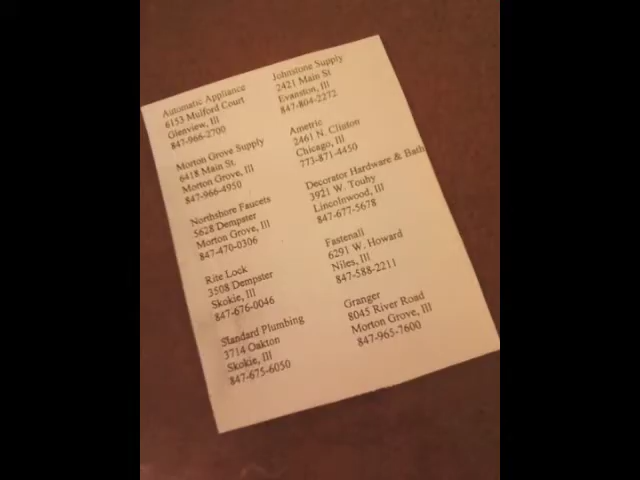 Automatic Appliance
6153 Mulford Court
Glenview, Ill
847-966-2700
Morton Grove Supply
6418 Main St.
Morton Grove, Ill
847-966-4950
Northshore Faucets
5628 Dempster
Morton Grove, Ill
847-470-0306
Rite Lock
3508 Dempster
Skokie, Ill
847-676-0046
Standard Plumbing
3714 Oakton
Skokie, Ill
847-675-6050
Johnstone Supply
2421 Main St
Evanston, Ill
847-804-2272
Ametric
2461 N. Clinton
Chicago, Ill
773-871-4450
Decorator Hardware & Bath
3921 W. Touhy
Lincolnwood, Ill
847-677-5678
Fastenall
6291 W. Howard
Niles, Ill
847-588-2211
Granger
8045 River Road
Morton Grove, Ill
847-965-7600